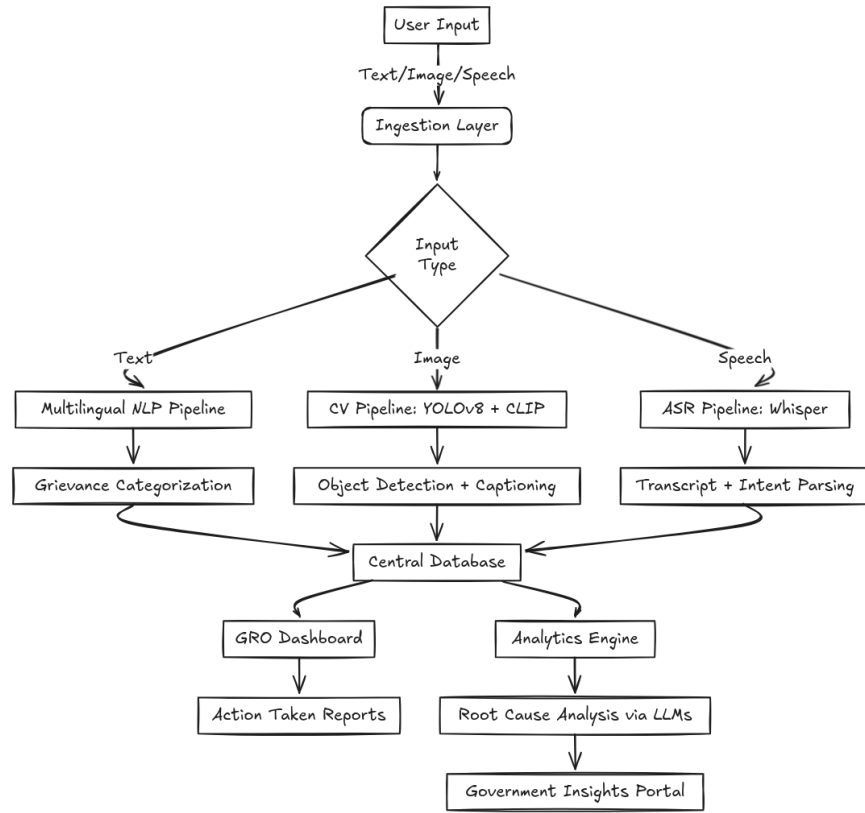 User Input
Text/Image/Speech
Ingestion Layer
Input
Type
Text
Image
Speech
Multilingual NLP Pipeline
CV Pipeline: YOLOv8 + CLIP
ASR Pipeline: Whisper
Grievance Categorization
Object Detection + Captioning
Transcript + Intent Parsing
Central Database
GRO Dashboard
Analytics Engine
Action Taken Reports
Root Cause Analysis via LLMs
Government Insights Portal